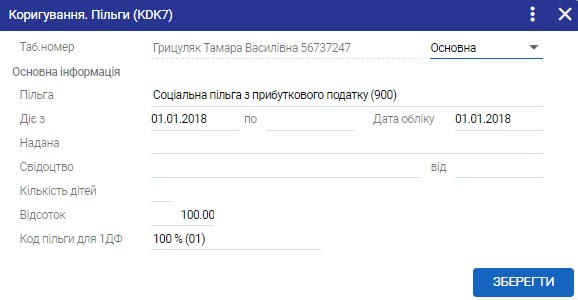 Коригування. Пільги (KDK7)
Таб.номер Грицуляк Тамара Василівна 56737247 Основна
Основна інформація
Пільга Соціальна пільга з прибуткового податку (900)
Діє з 01.01.2018 по Дата обліку 01.01.2018
Надана
Свідоцтво від
Кількість дітей
Відсоток 100.00
Код пільги для 1ДФ 100 % (01)
ЗБЕРЕГТИ